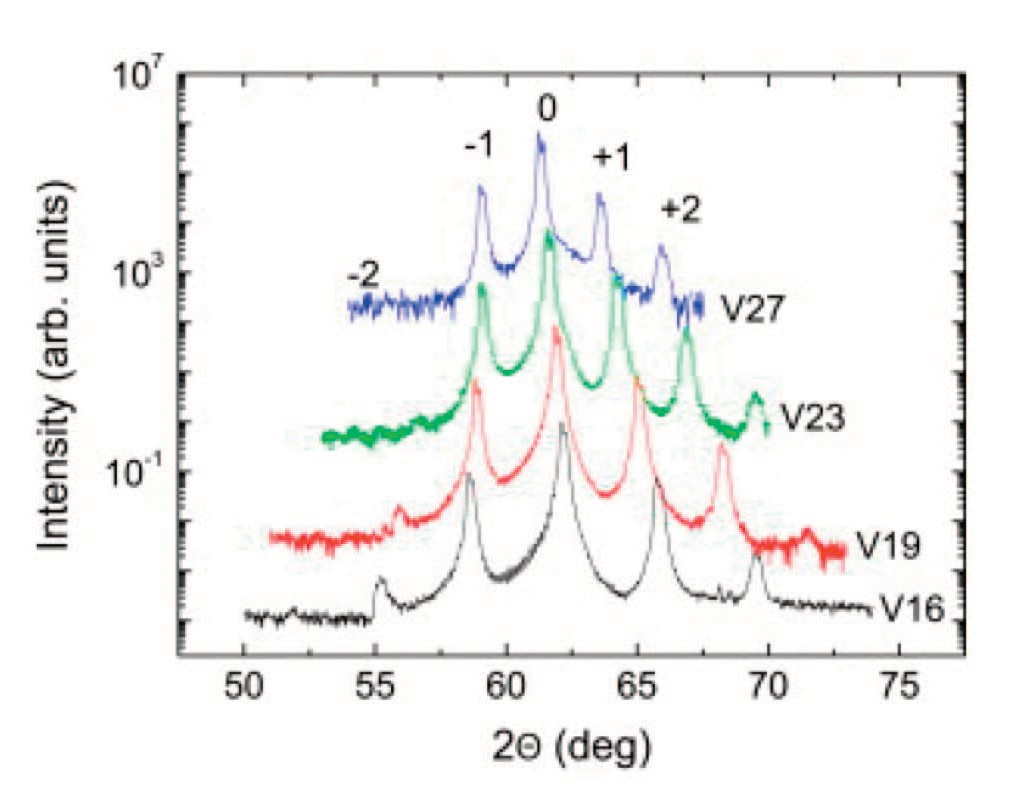 10^7
0
-1
+1
+2
-2
10^3
V27
V23
10^-1
V19
V16
50 55 60 65 70 75
2Θ (deg)
Intensity (arb. units)